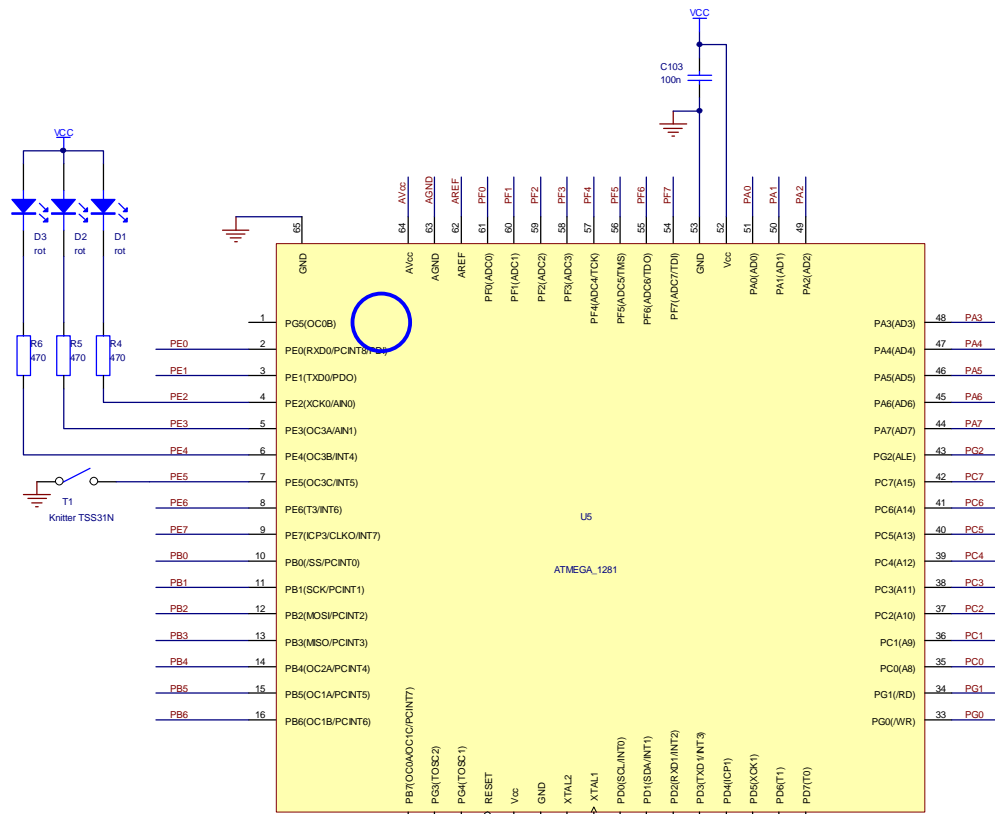 VCC
C103
100n
VCC
D3
rot
D2
rot
D1
rot
R6
470
R5
470
R4
470
AVcc
AGND
AREF
PF0
PF1
PF2
PF3
PF4
PF5
PF6
PF7
PA0
PA1
PA2
65
64
63
62
61
60
59
58
57
56
55
54
53
52
51
50
49
GND
AVcc
AGND
AREF
PF0(ADC0)
PF1(ADC1)
PF2(ADC2)
PF3(ADC3)
PF4(ADC4/TCK)
PF5(ADC5/TMS)
PF6(ADC6/TDO)
PF7(ADC7/TDI)
GND
Vcc
PA0(AD0)
PA1(AD1)
PA2(AD2)
1 PG5(OC0B)
PE0 2 PE0(RXD0/PCINT8/PDI)
PE1 3 PE1(TXD0/PDO)
PE2 4 PE2(XCK0/AIN0)
PE3 5 PE3(OC3A/AIN1)
PE4 6 PE4(OC3B/INT4)
PE5 7 PE5(OC3C/INT5)
PE6 8 PE6(T3/INT6)
PE7 9 PE7(ICP3/CLKO/INT7)
PB0 10 PB0(/SS/PCINT0)
PB1 11 PB1(SCK/PCINT1)
PB2 12 PB2(MOSI/PCINT2)
PB3 13 PB3(MISO/PCINT3)
PB4 14 PB4(OC2A/PCINT4)
PB5 15 PB5(OC1A/PCINT5)
PB6 16 PB6(OC1B/PCINT6)
T1
Knitter TSS31N
U5
ATMEGA_1281
PA3(AD3) 48 PA3
PA4(AD4) 47 PA4
PA5(AD5) 46 PA5
PA6(AD6) 45 PA6
PA7(AD7) 44 PA7
PG2(ALE) 43 PG2
PC7(A15) 42 PC7
PC6(A14) 41 PC6
PC5(A13) 40 PC5
PC4(A12) 39 PC4
PC3(A11) 38 PC3
PC2(A10) 37 PC2
PC1(A9) 36 PC1
PC0(A8) 35 PC0
PG1(/RD) 34 PG1
PG0(/WR) 33 PG0
PB7(OC0A/OC1C/PCINT7)
PG3(TOSC2)
PG4(TOSC1)
RESET
Vcc
GND
XTAL2
XTAL1
PD0(SCL/INT0)
PD1(SDA/INT1)
PD2(RXD1/INT2)
PD3(TXD1/INT3)
PD4(ICP1)
PD5(XCK1)
PD6(T1)
PD7(T0)